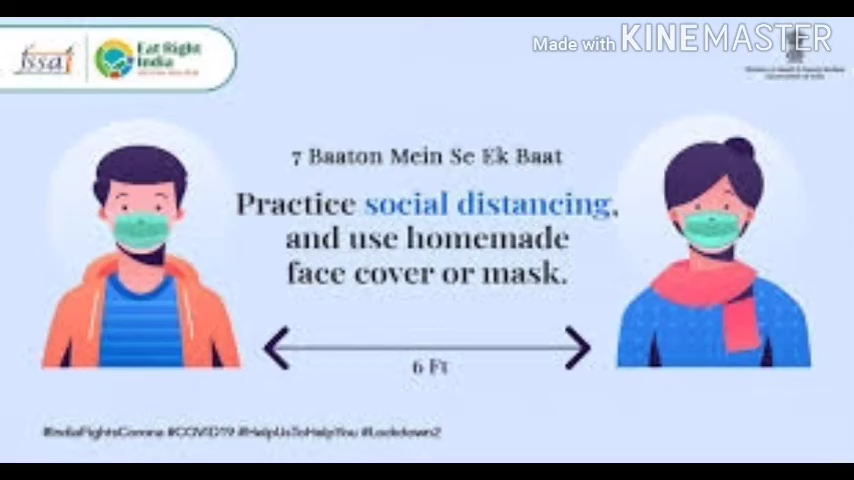 fssai
Eat Right
India
Made with KINEMASTER
7 Baaton Mein Se Ek Baat
Practice social distancing,
and use homemade
face cover or mask.
6 Ft
#IndiaFightsCorona #COVID19 #HelpUsToHelpYou #Lockdown2